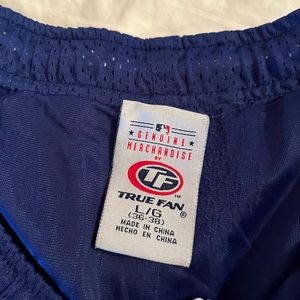 GENUINE
MERCHANDISE
BY
TF
TRUE FAN ®
L/G
(36-38)
MADE IN CHINA
HECHO EN CHINA